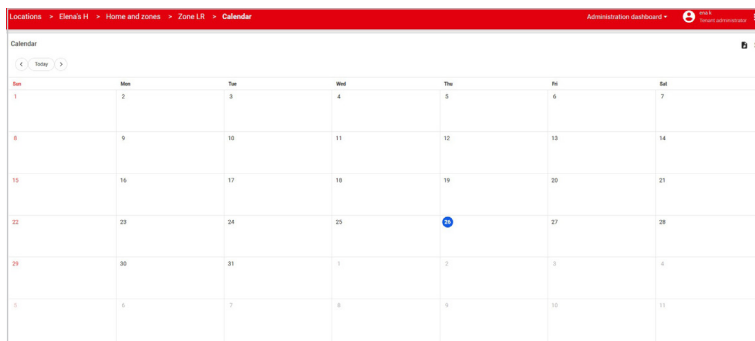 Locations > Elena's H > Home and zones > Zone LR > Calendar
Administration dashboard
Tenant administrator
Calendar
< Today >
Sun Mon Tue Wed Thu Fri Sat
1 2 3 4 5 6 7
8 9 10 11 12 13 14
15 16 17 18 19 20 21
22 23 24 25 26 27 28
29 30 31 1 2 3 4
5 6 7 8 9 10 11